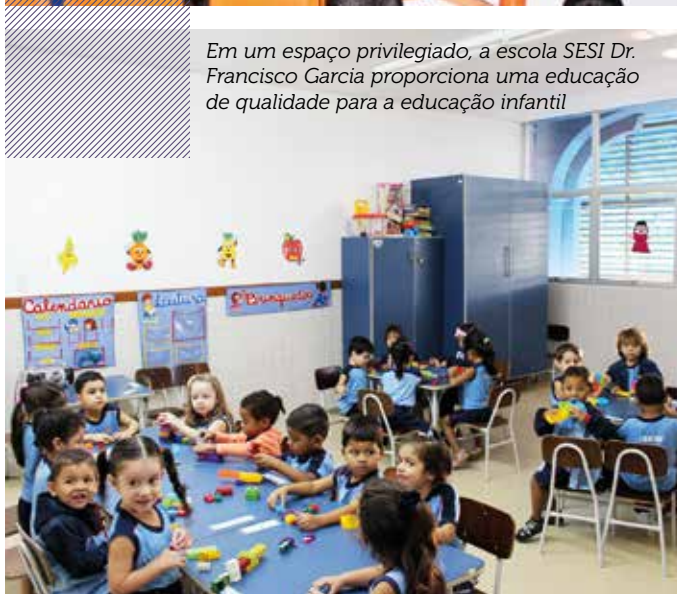 Em um espaço privilegiado, a escola SESI Dr.
Francisco Garcia proporciona uma educação
de qualidade para a educação infantil
Calendário
Brinquedos